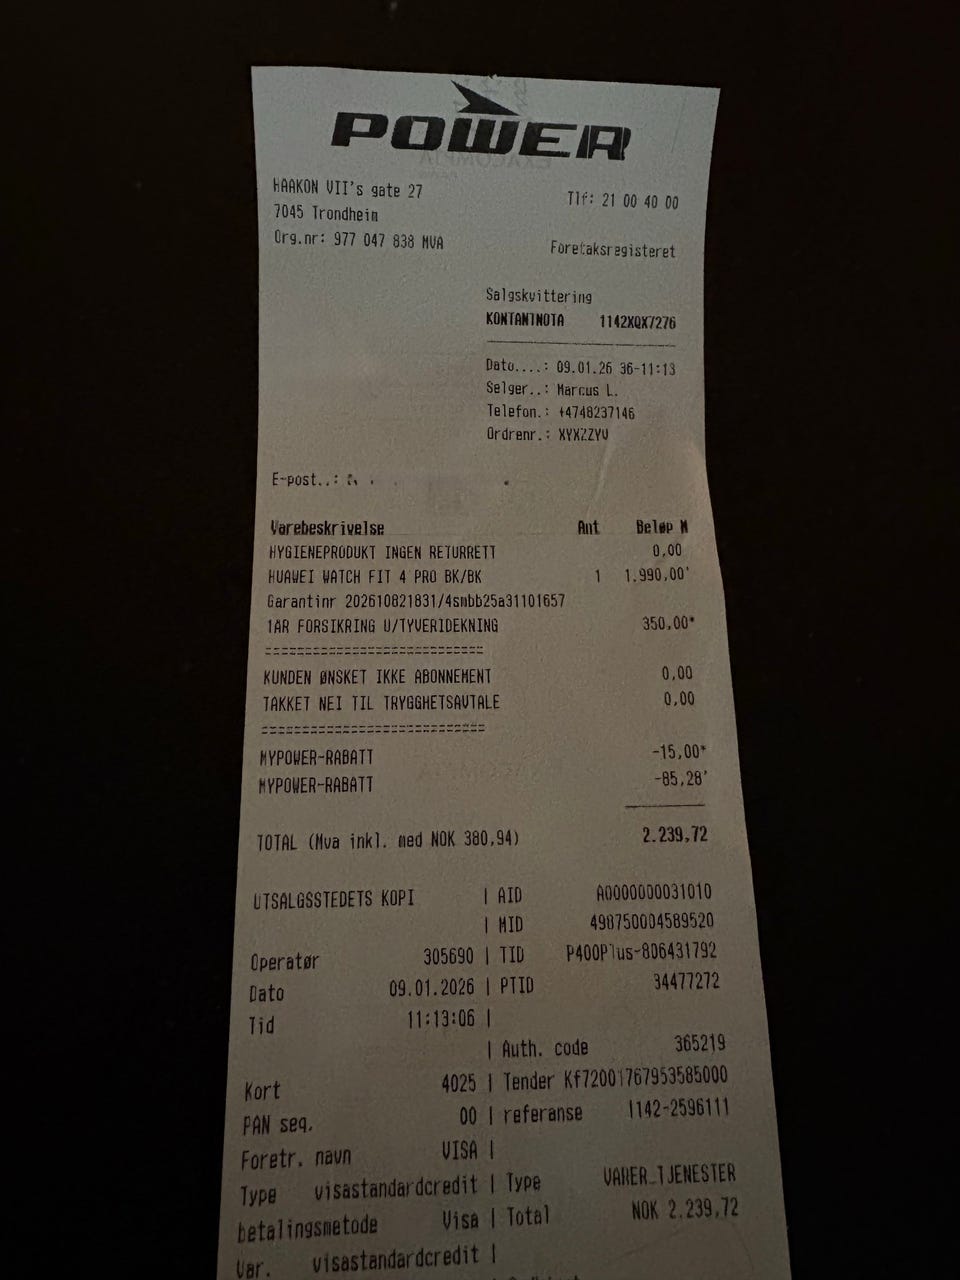 POWER
HAAKON VII's gate 27
Tlf: 21 00 40 00
7045 Trondheim
Org.nr: 977 047 838 MVA
Foretaksregisteret
Salgskvittering
KONTANTNOTA 1142XQX7276
Dato....: 09.01.26 36-11:13
Selger..: Marcus L.
Telefon.: +4748237146
Ordrenr.: XYXZZYV
E-post..:
Varebeskrivelse Ant Beløp M
HYGIENEPRODUKT INGEN RETURRETT 0,00
HUAWEI WATCH FIT 4 PRO BK/BK 1 1.990,00'
Garantinr 202610821831/4smbb25a31101657
1AR FORSIKRING U/TYVERIDEKNING 350,00*
=============================
KUNDEN ØNSKET IKKE ABONNEMENT 0,00
TAKKET NEI TIL TRYGGHETSAVTALE 0,00
=============================
MYPOWER-RABATT -15,00*
MYPOWER-RABATT -85,28'
TOTAL (Mva inkl. med NOK 380,94) 2.239,72
UTSALGSSTEDETS KOPI | AID A0000000031010
| MID 498750004589520
Operatør 305690 | TID P400Plus-806431792
Dato 09.01.2026 | PTID 34477272
Tid 11:13:06 |
| Auth. code 365219
Kort 4025 | Tender Kf72001767953585000
PAN seq. 00 | referanse 1142-2596111
Foretr. navn VISA |
Type visastandardcredit | Type VARER_TJENESTER
betalingsmetode Visa | Total NOK 2.239,72
Var. visastandardcredit |